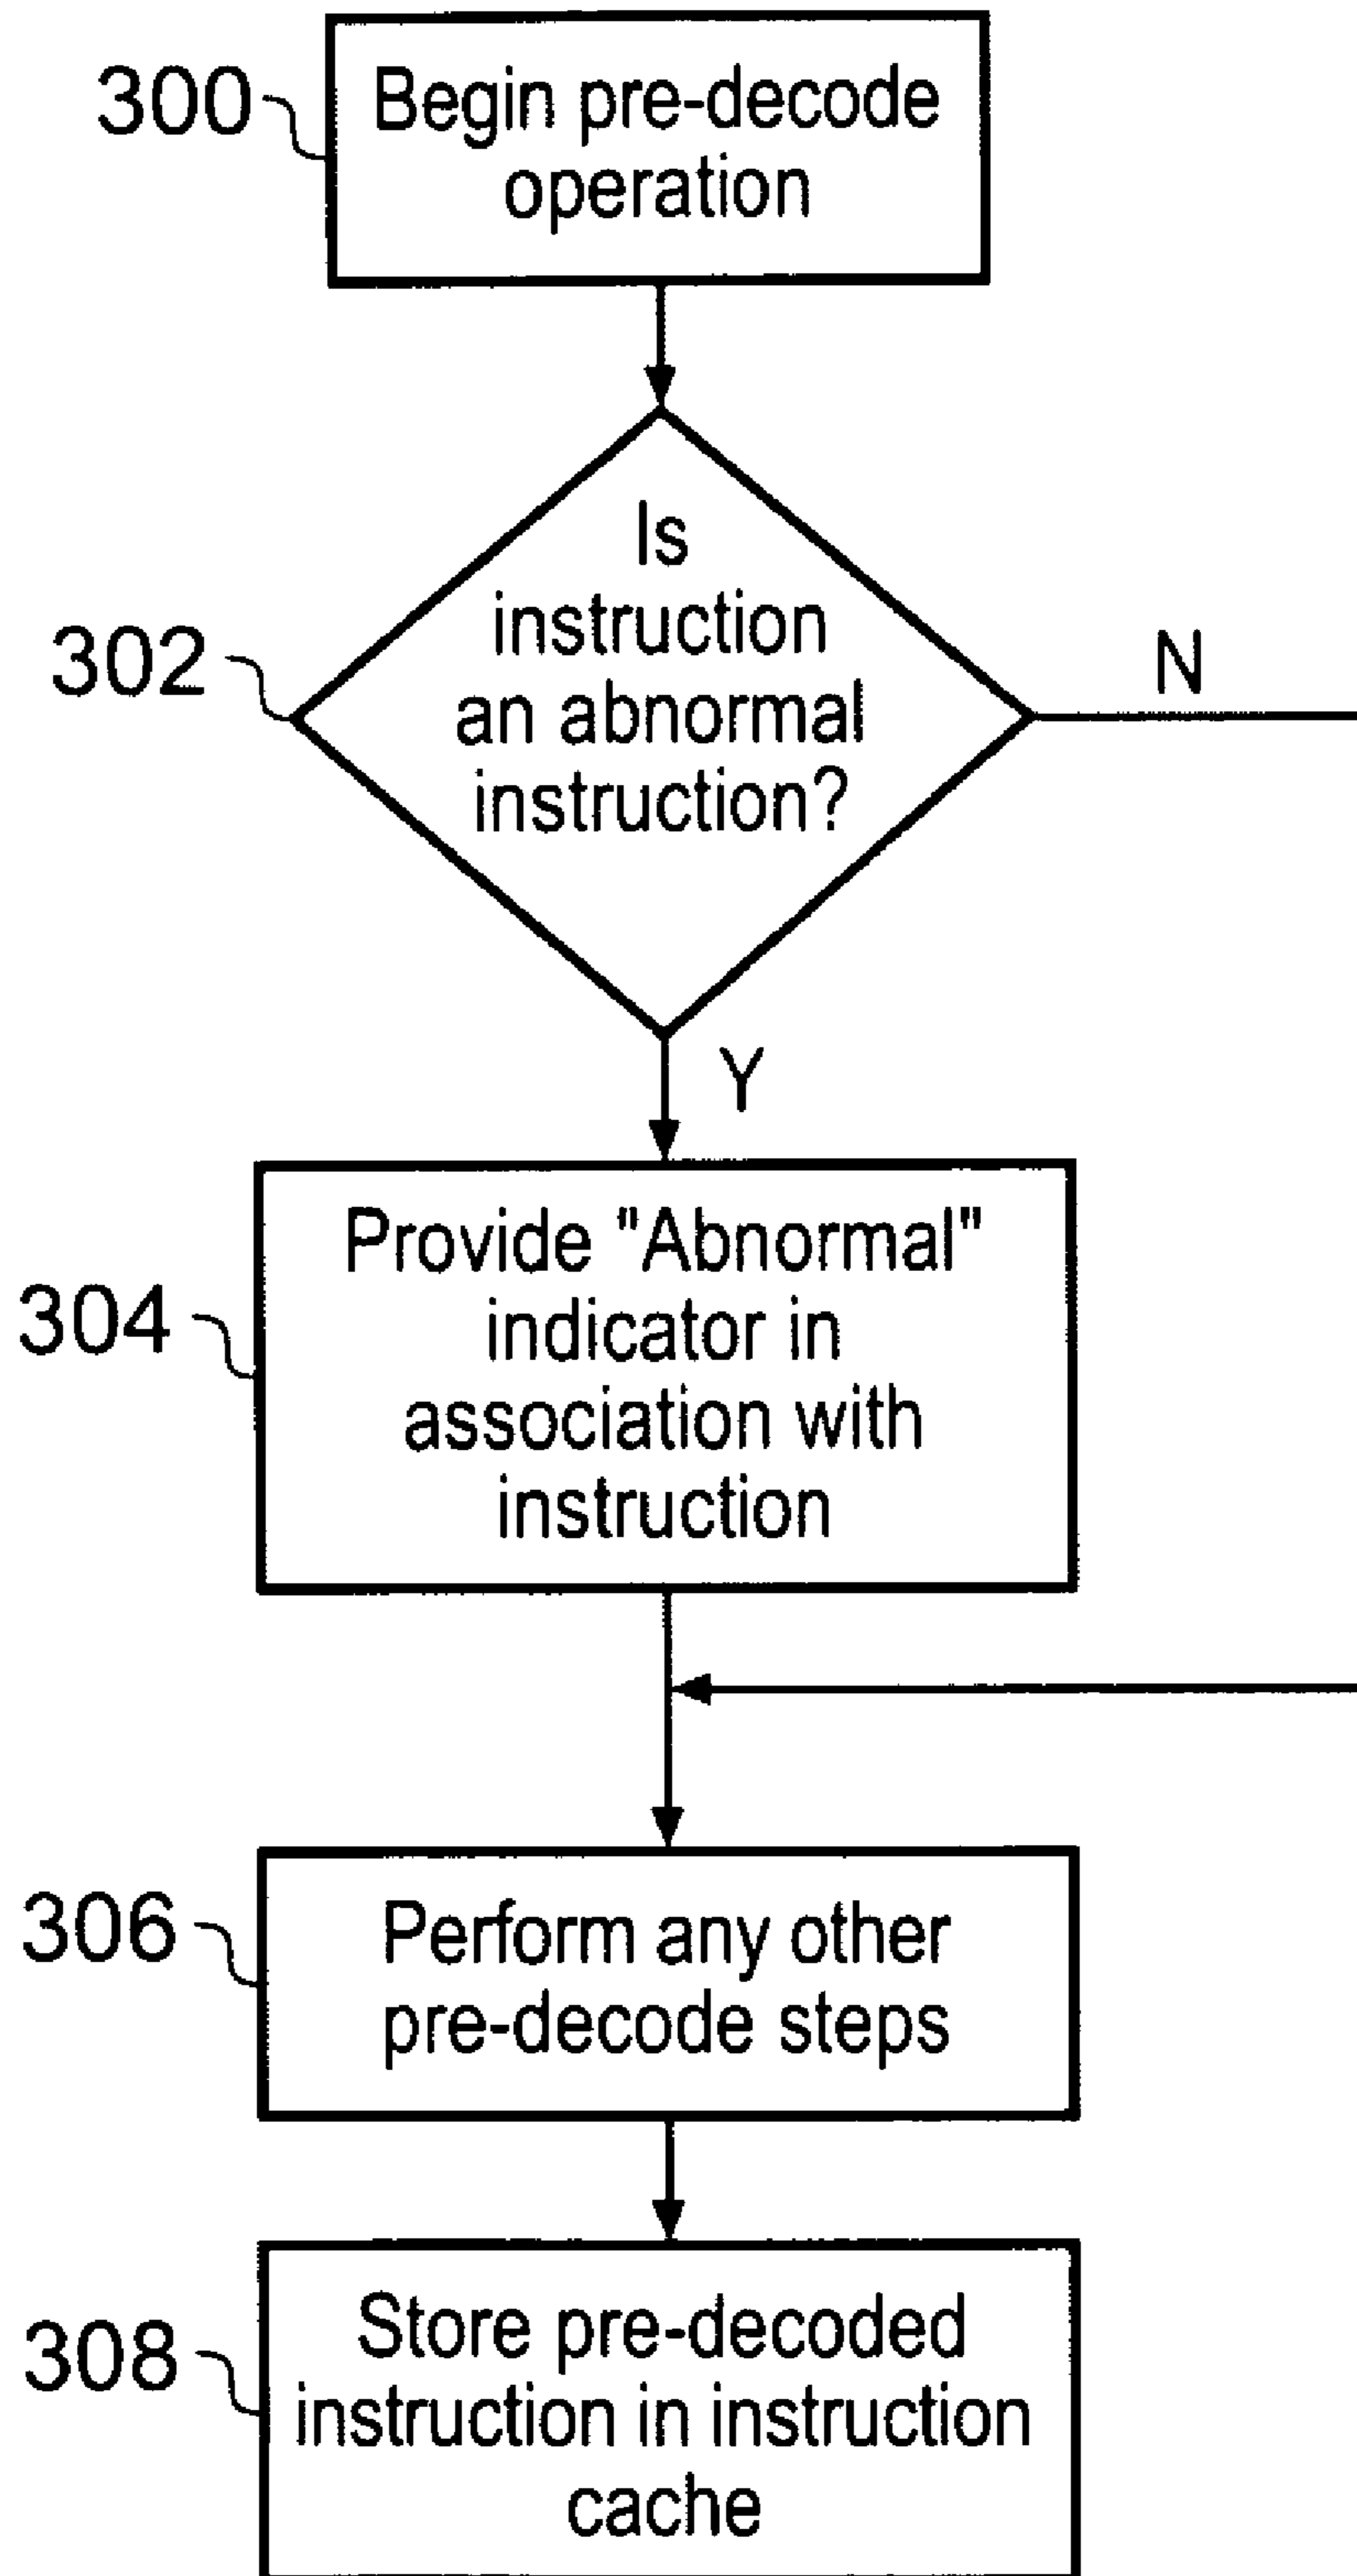 300
Begin pre-decode
operation
302
Is
instruction
an abnormal
instruction?
N
Y
304
Provide "Abnormal"
indicator in
association with
instruction
306
Perform any other
pre-decode steps
308
Store pre-decoded
instruction in instruction
cache